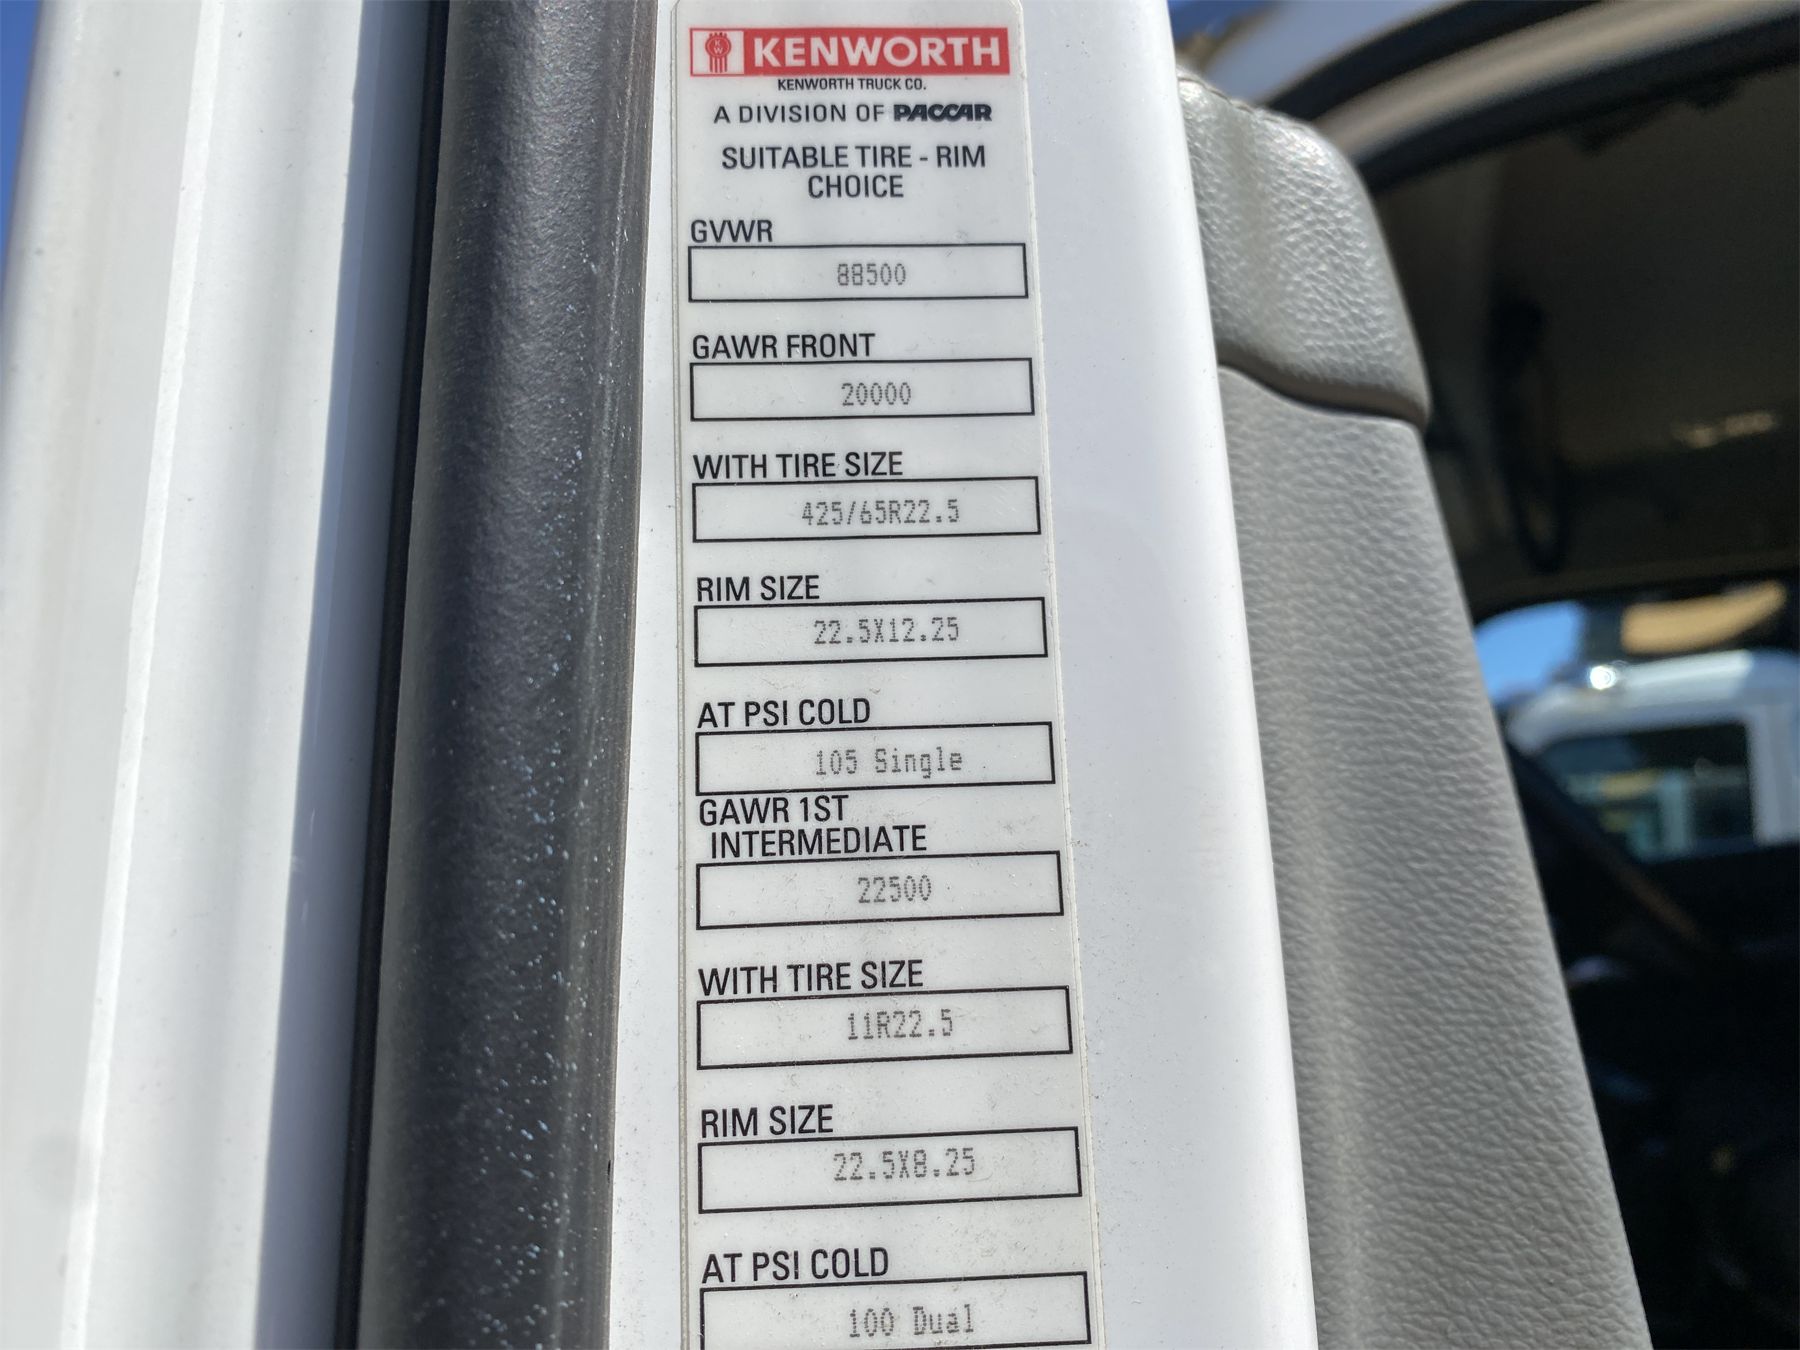 KW KENWORTH
KENWORTH TRUCK CO.
A DIVISION OF PACCAR
SUITABLE TIRE - RIM
CHOICE
GVWR
88500
GAWR FRONT
20000
WITH TIRE SIZE
425/65R22.5
RIM SIZE
22.5X12.25
AT PSI COLD
105 Single
GAWR 1ST
INTERMEDIATE
22500
WITH TIRE SIZE
11R22.5
RIM SIZE
22.5X8.25
AT PSI COLD
100 Dual